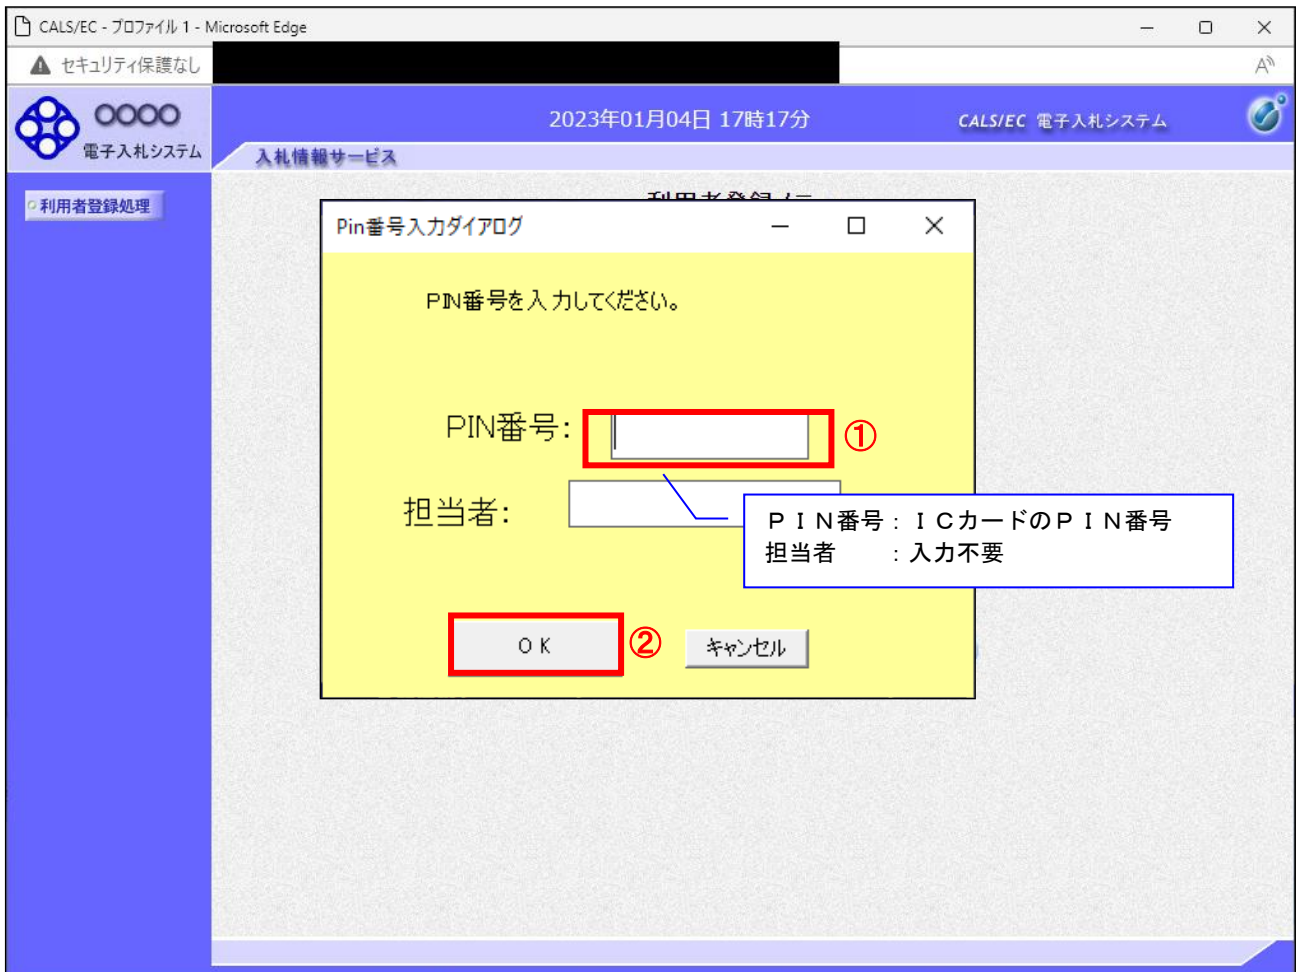 CALS/EC - プロファイル 1 - Microsoft Edge
セキュリティ保護なし
OOOO
電子入札システム
2023年01月04日 17時17分
CALS/EC 電子入札システム
入札情報サービス
利用者登録処理
Pin番号入力ダイアログ
PIN番号を入力してください。
PIN番号:
①
担当者:
ＰＩＮ番号：ＩＣカードのＰＩＮ番号
担当者　　：入力不要
ＯＫ
②
キャンセル